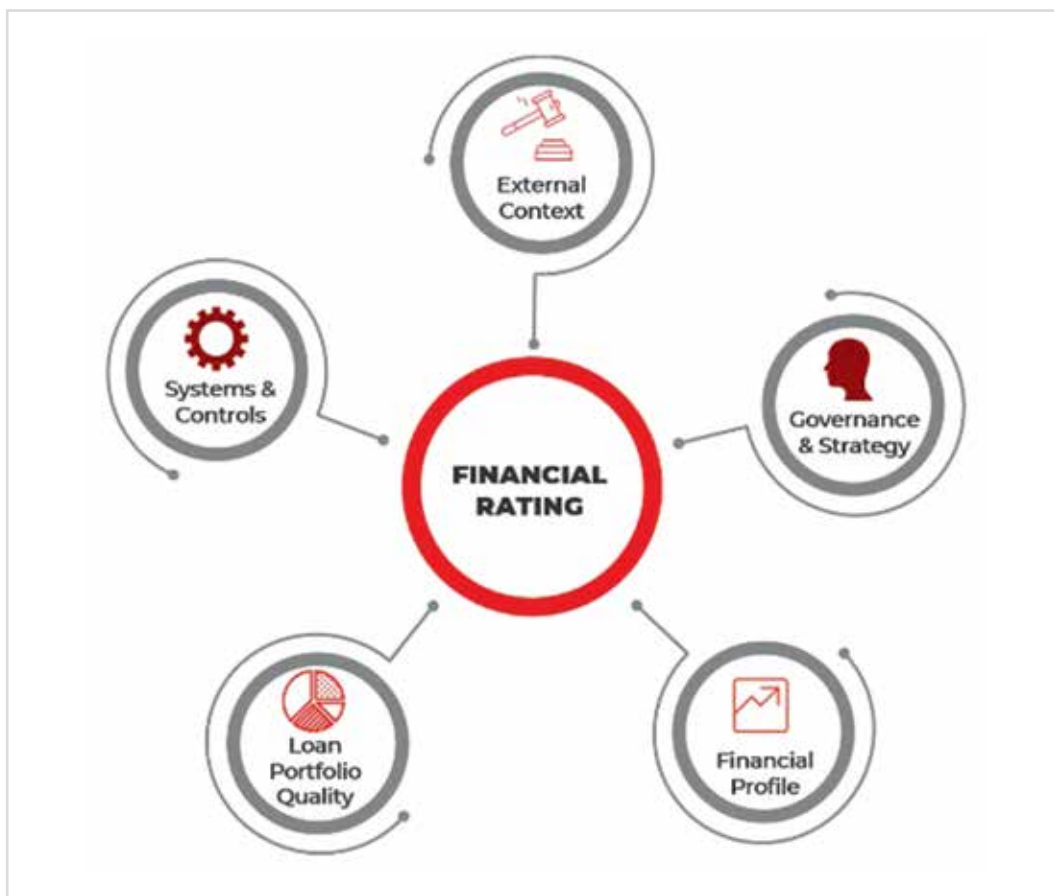 External
Context
Systems &
Controls
Governance
& Strategy
FINANCIAL
RATING
Loan
Portfolio
Quality
Financial
Profile